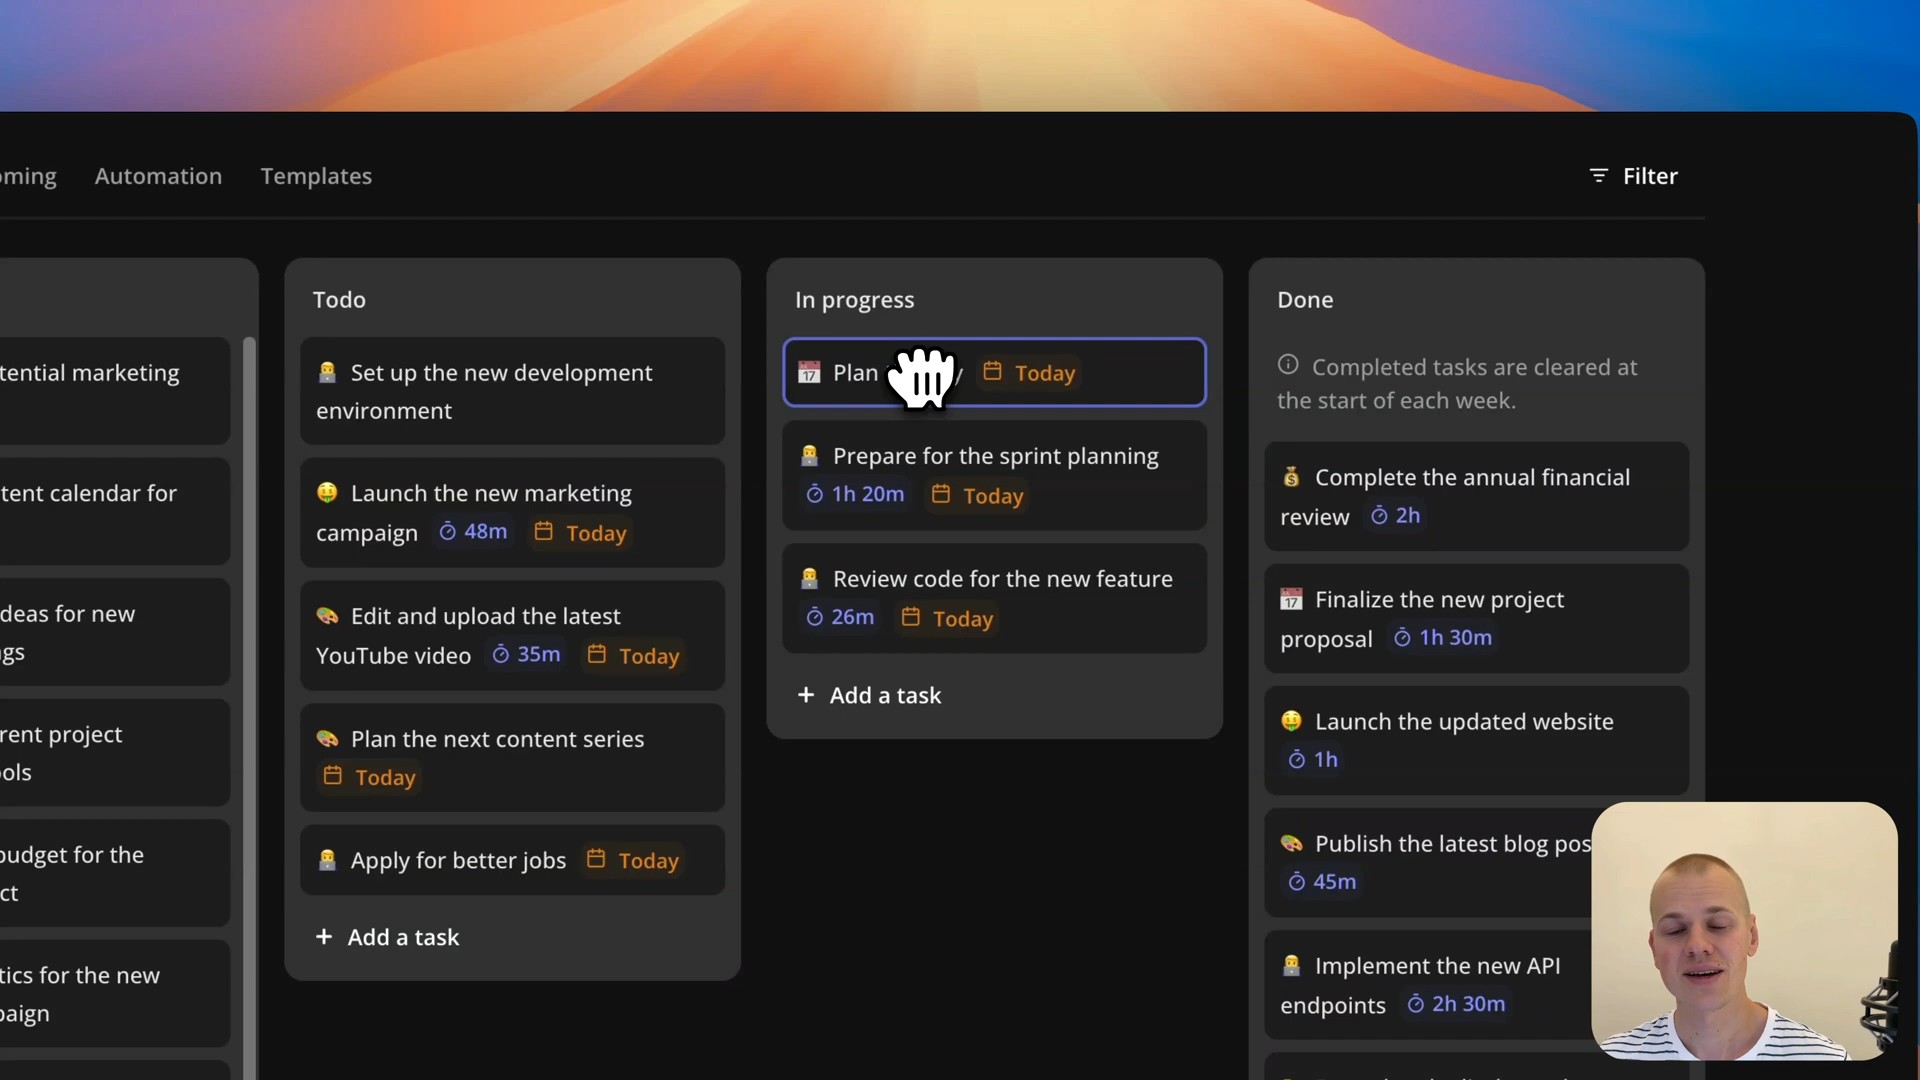 oming Automation Templates
Filter
tential marketing
tent calendar for
deas for new
gs
rent project
ols
budget for the
ct
tics for the new
paign
Todo
Set up the new development
environment
Launch the new marketing
campaign 48m Today
Edit and upload the latest
YouTube video 35m Today
Plan the next content series
Today
Apply for better jobs Today
+ Add a task
In progress
17 Plan Today
Prepare for the sprint planning
1h 20m Today
Review code for the new feature
26m Today
+ Add a task
Done
Completed tasks are cleared at
the start of each week.
Complete the annual financial
review 2h
17 Finalize the new project
proposal 1h 30m
Launch the updated website
1h
Publish the latest blog pos
45m
Implement the new API
endpoints 2h 30m